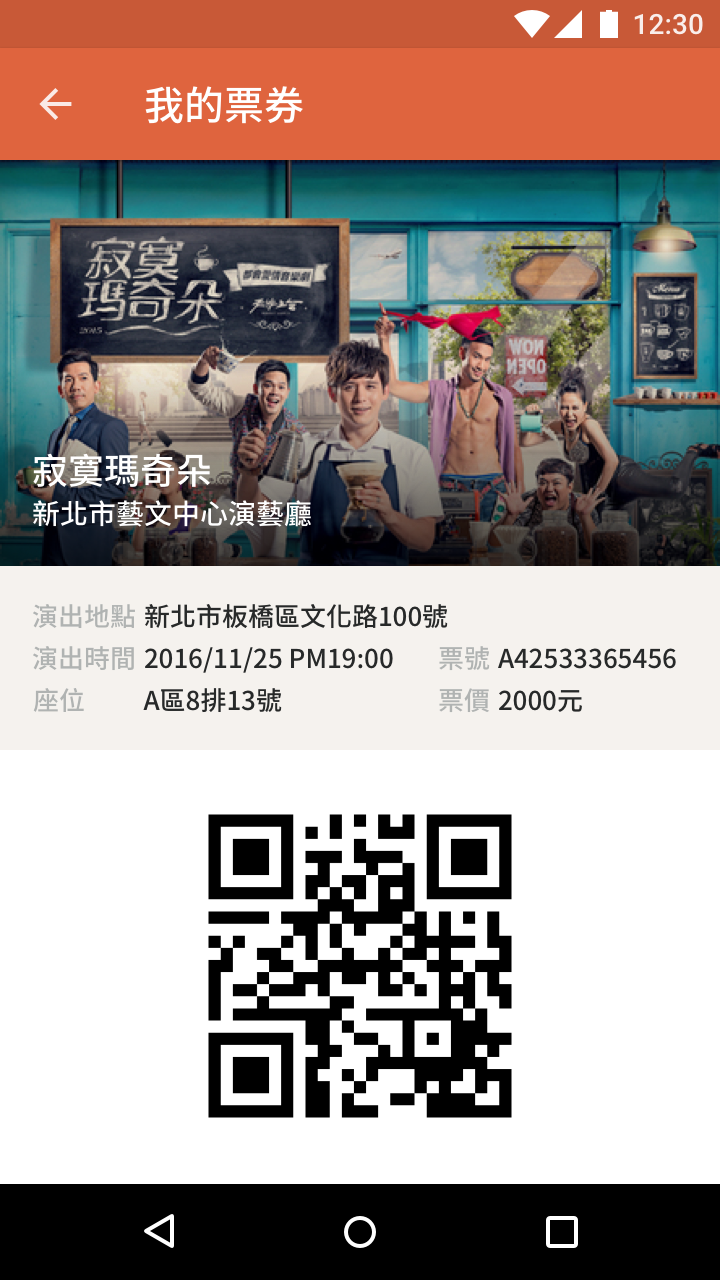 12:30
我的票券
寂寞
瑪奇朵
都會愛情音樂劇
2015
Menu
NOW
OPEN
寂寞瑪奇朵
新北市藝文中心演藝廳
演出地點 新北市板橋區文化路100號
演出時間 2016/11/25 PM19:00 票號 A42533365456
座位 A區8排13號 票價 2000元